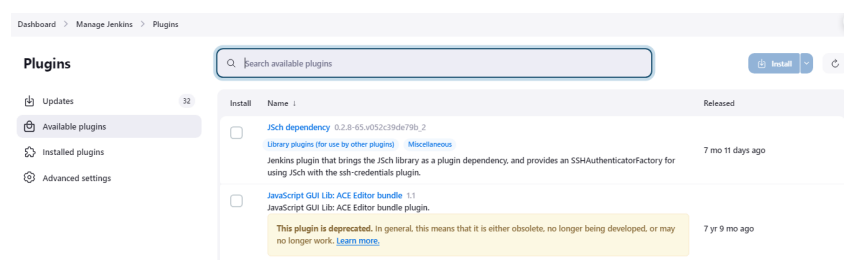 Dashboard > Manage Jenkins > Plugins
Plugins
Search available plugins
Install
Updates 32
Available plugins
Installed plugins
Advanced settings
Install Name ↓ Released
JSch dependency 0.2.8-65.v052c39de79b_2
Library plugins (for use by other plugins) Miscellaneous
Jenkins plugin that brings the JSch library as a plugin dependency, and provides an SSHAuthenticatorFactory for
using JSch with the ssh-credentials plugin.
7 mo 11 days ago
JavaScript GUI Lib: ACE Editor bundle 1.1
JavaScript GUI Lib: ACE Editor bundle plugin.
This plugin is deprecated. In general, this means that it is either obsolete, no longer being developed, or may
no longer work. Learn more.
7 yr 9 mo ago